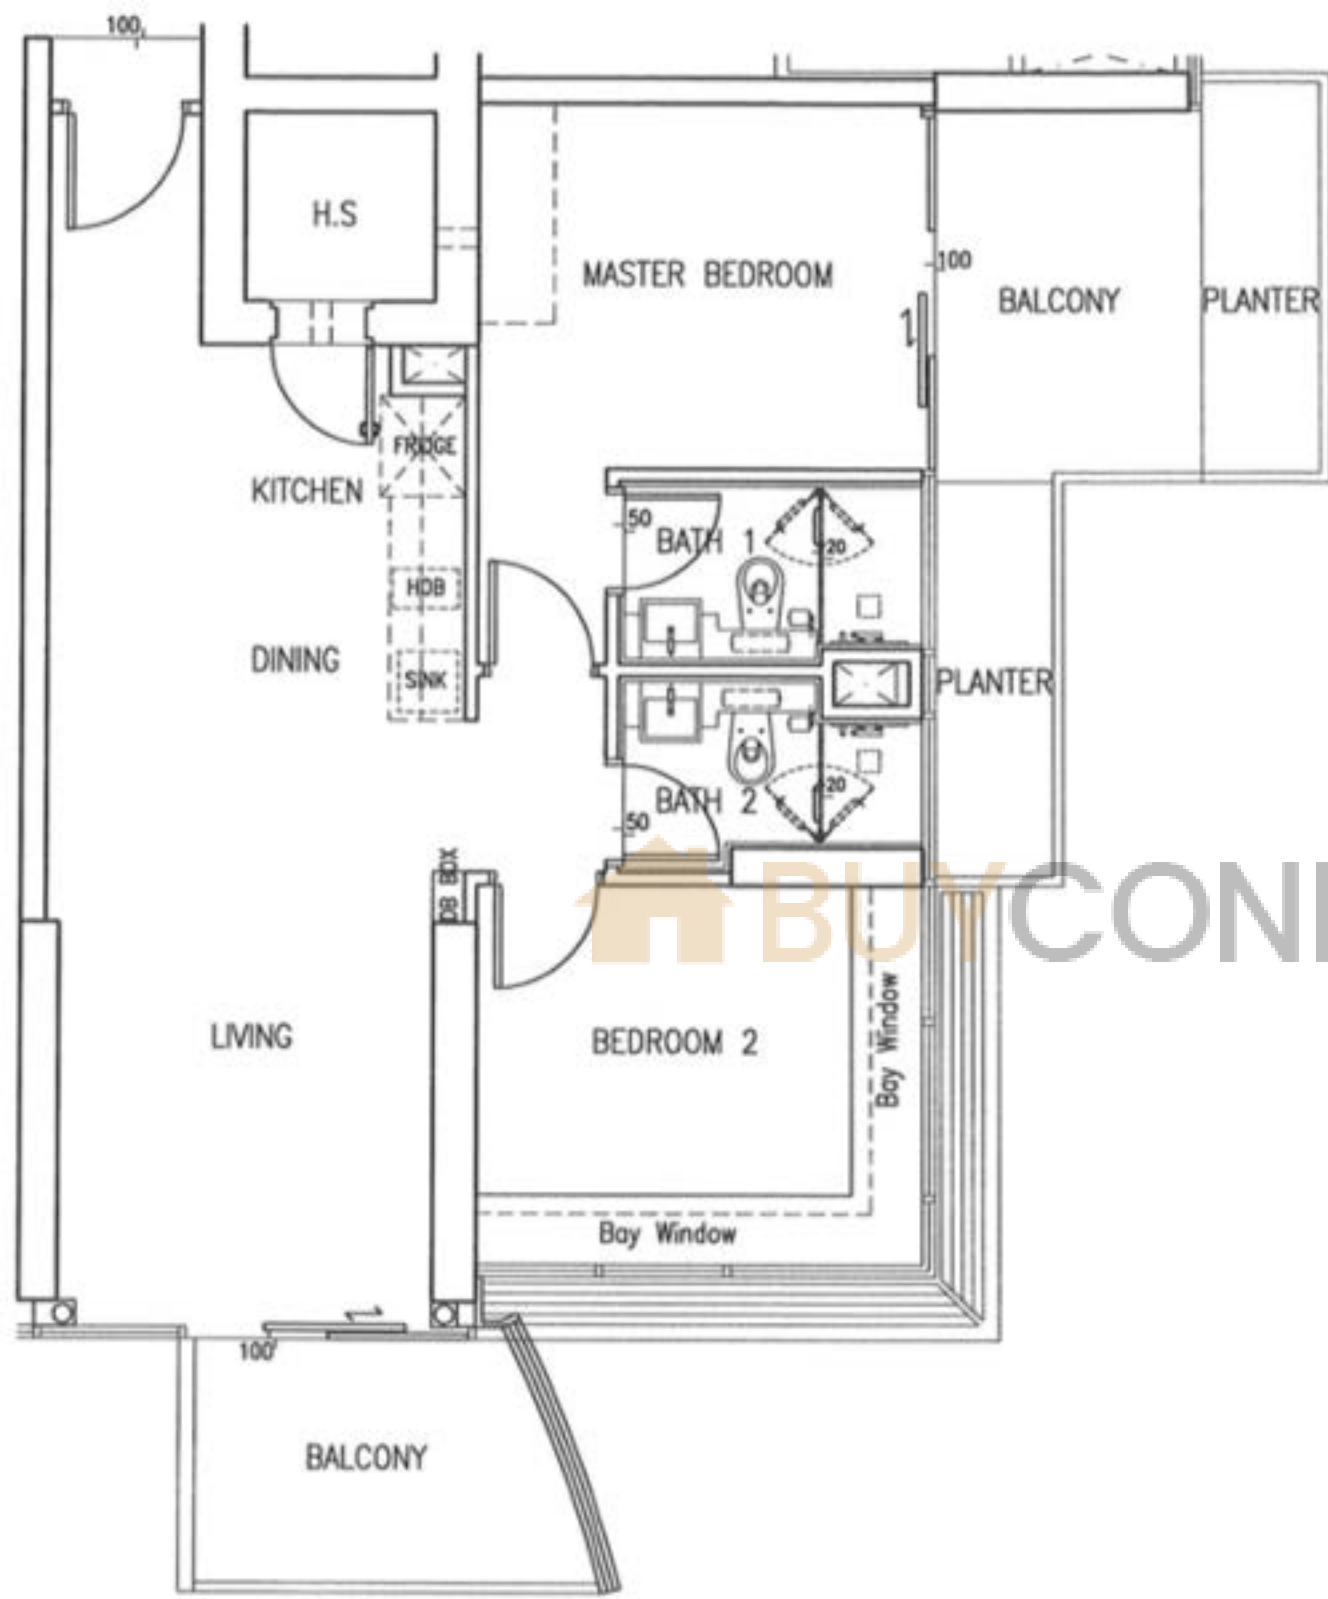 100
H.S
MASTER BEDROOM
100
BALCONY
PLANTER
FRIDGE
KITCHEN
50
BATH 1
20
HOB
DINING
SINK
PLANTER
20
BATH 2
50
DB BOX
BUYCON
LIVING
BEDROOM 2
Bay Window
Bay Window
100
BALCONY